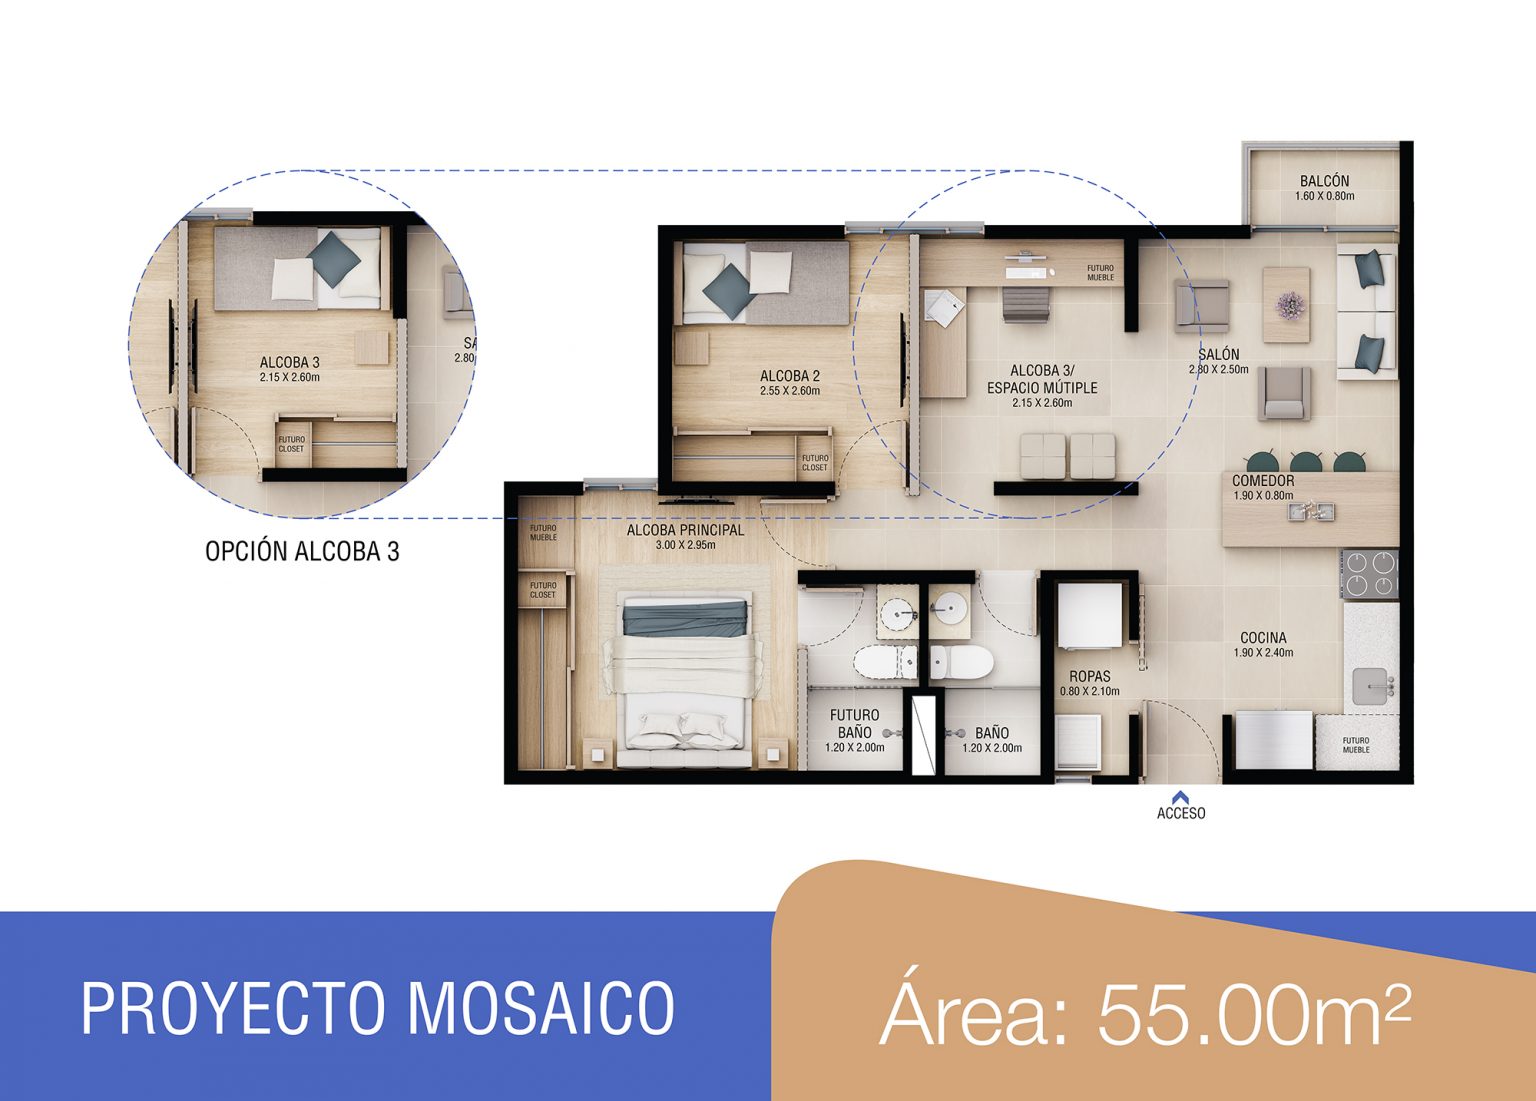 BALCÓN
1.60 X 0.80m
FUTURO
MUEBLE
ALCOBA 3
2.15 X 2.60m
SA
2.80
FUTURO
CLOSET
OPCIÓN ALCOBA 3
ALCOBA 2
2.55 X 2.60m
FUTURO
CLOSET
ALCOBA 3/
ESPACIO MÚTIPLE
2.15 X 2.60m
SALÓN
2.80 X 2.50m
COMEDOR
1.90 X 0.80m
FUTURO
MUEBLE
ALCOBA PRINCIPAL
3.00 X 2.95m
FUTURO
CLOSET
COCINA
1.90 X 2.40m
ROPAS
0.80 X 2.10m
FUTURO
BAÑO
1.20 X 2.00m
BAÑO
1.20 X 2.00m
FUTURO
MUEBLE
ACCESO
PROYECTO MOSAICO
Área: 55.00m²